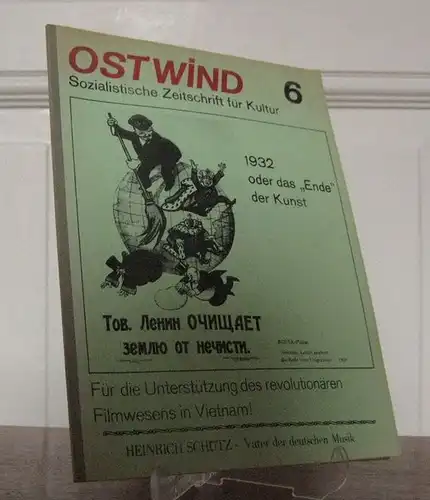 OSTWiND
Sozialistische Zeitschrift für Kultur
6
1932
oder das „Ende"
der Kunst
Тов. Ленин ОЧИЩАЕТ
землю от нечисти.
Für die Unterstützung des revolutionären
Filmwesens in Vietnam!
HEINRICH SCHÜTZ - Vater der deutschen Musik